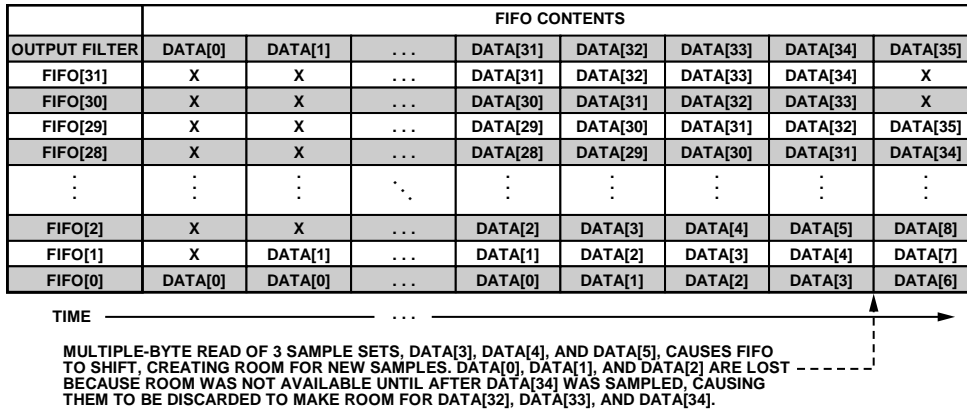 FIFO CONTENTS
OUTPUT FILTER DATA[0] DATA[1] ... DATA[31] DATA[32] DATA[33] DATA[34] DATA[35]
FIFO[31] X X ... DATA[31] DATA[32] DATA[33] DATA[34] X
FIFO[30] X X ... DATA[30] DATA[31] DATA[32] DATA[33] X
FIFO[29] X X ... DATA[29] DATA[30] DATA[31] DATA[32] DATA[35]
FIFO[28] X X ... DATA[28] DATA[29] DATA[30] DATA[31] DATA[34]
FIFO[2] X X ... DATA[2] DATA[3] DATA[4] DATA[5] DATA[8]
FIFO[1] X DATA[1] ... DATA[1] DATA[2] DATA[3] DATA[4] DATA[7]
FIFO[0] DATA[0] DATA[0] ... DATA[0] DATA[1] DATA[2] DATA[3] DATA[6]
TIME ...
MULTIPLE-BYTE READ OF 3 SAMPLE SETS, DATA[3], DATA[4], AND DATA[5], CAUSES FIFO
TO SHIFT, CREATING ROOM FOR NEW SAMPLES. DATA[0], DATA[1], AND DATA[2] ARE LOST
BECAUSE ROOM WAS NOT AVAILABLE UNTIL AFTER DATA[34] WAS SAMPLED, CAUSING
THEM TO BE DISCARDED TO MAKE ROOM FOR DATA[32], DATA[33], AND DATA[34].